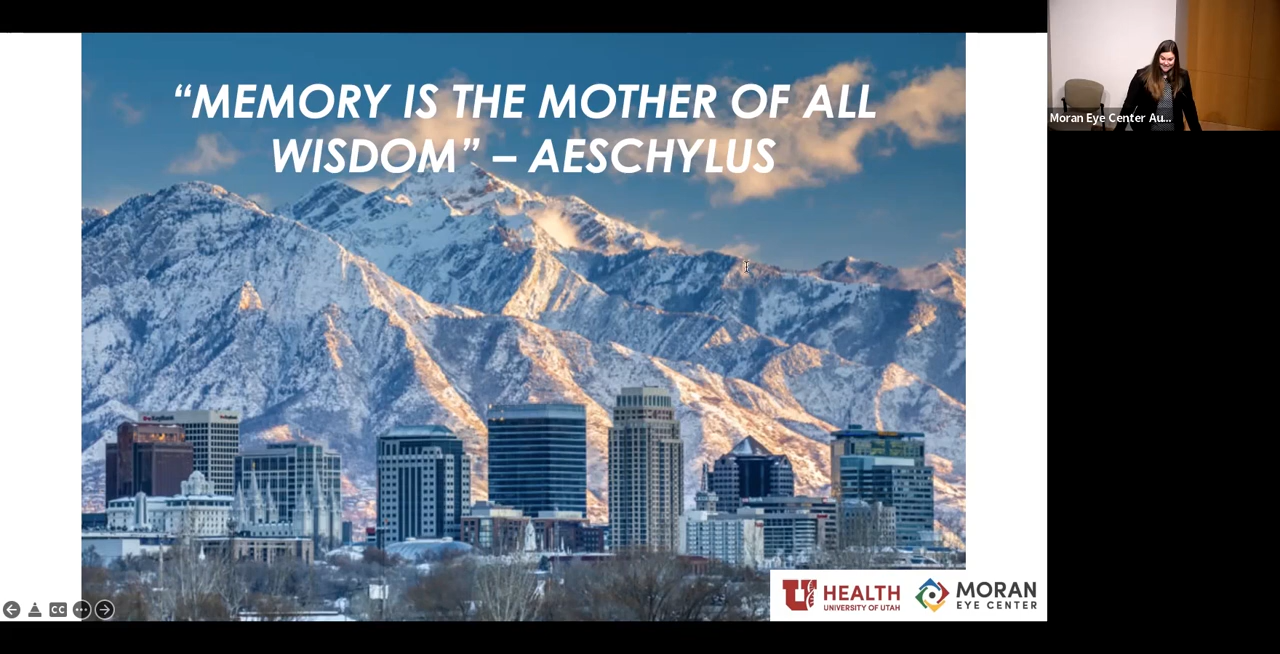 “MEMORY IS THE MOTHER OF ALL
WISDOM” – AESCHYLUS
Moran Eye Center Au...
KeyBank
CC
U HEALTH
UNIVERSITY OF UTAH
MORAN
EYE CENTER